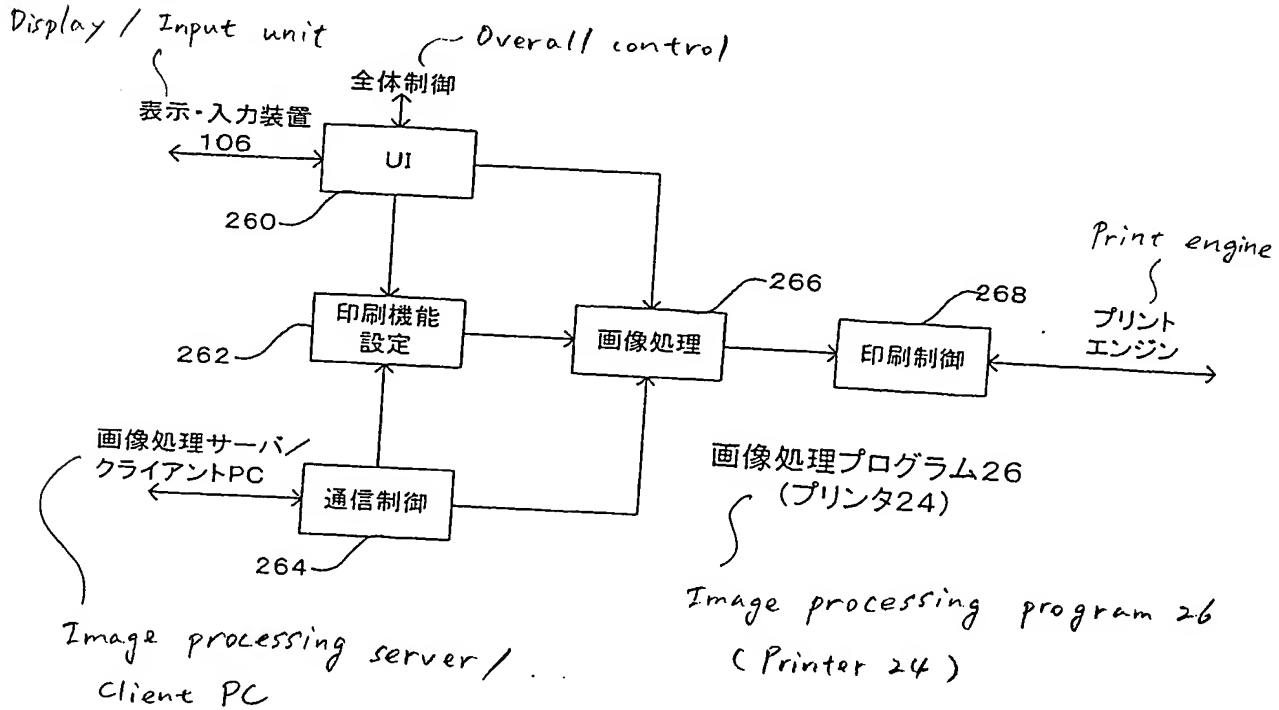 Display / Input unit
Overall control
全体制御
表示・入力装置
106
UI
260
Print engine
266
268
印刷機能
設定
262
画像処理
印刷制御
プリント
エンジン
画像処理サーバ/
クライアントPC
通信制御
264
画像処理プログラム26
(プリンタ24)
Image processing server/...
Client PC
Image processing program 26
(Printer 24)